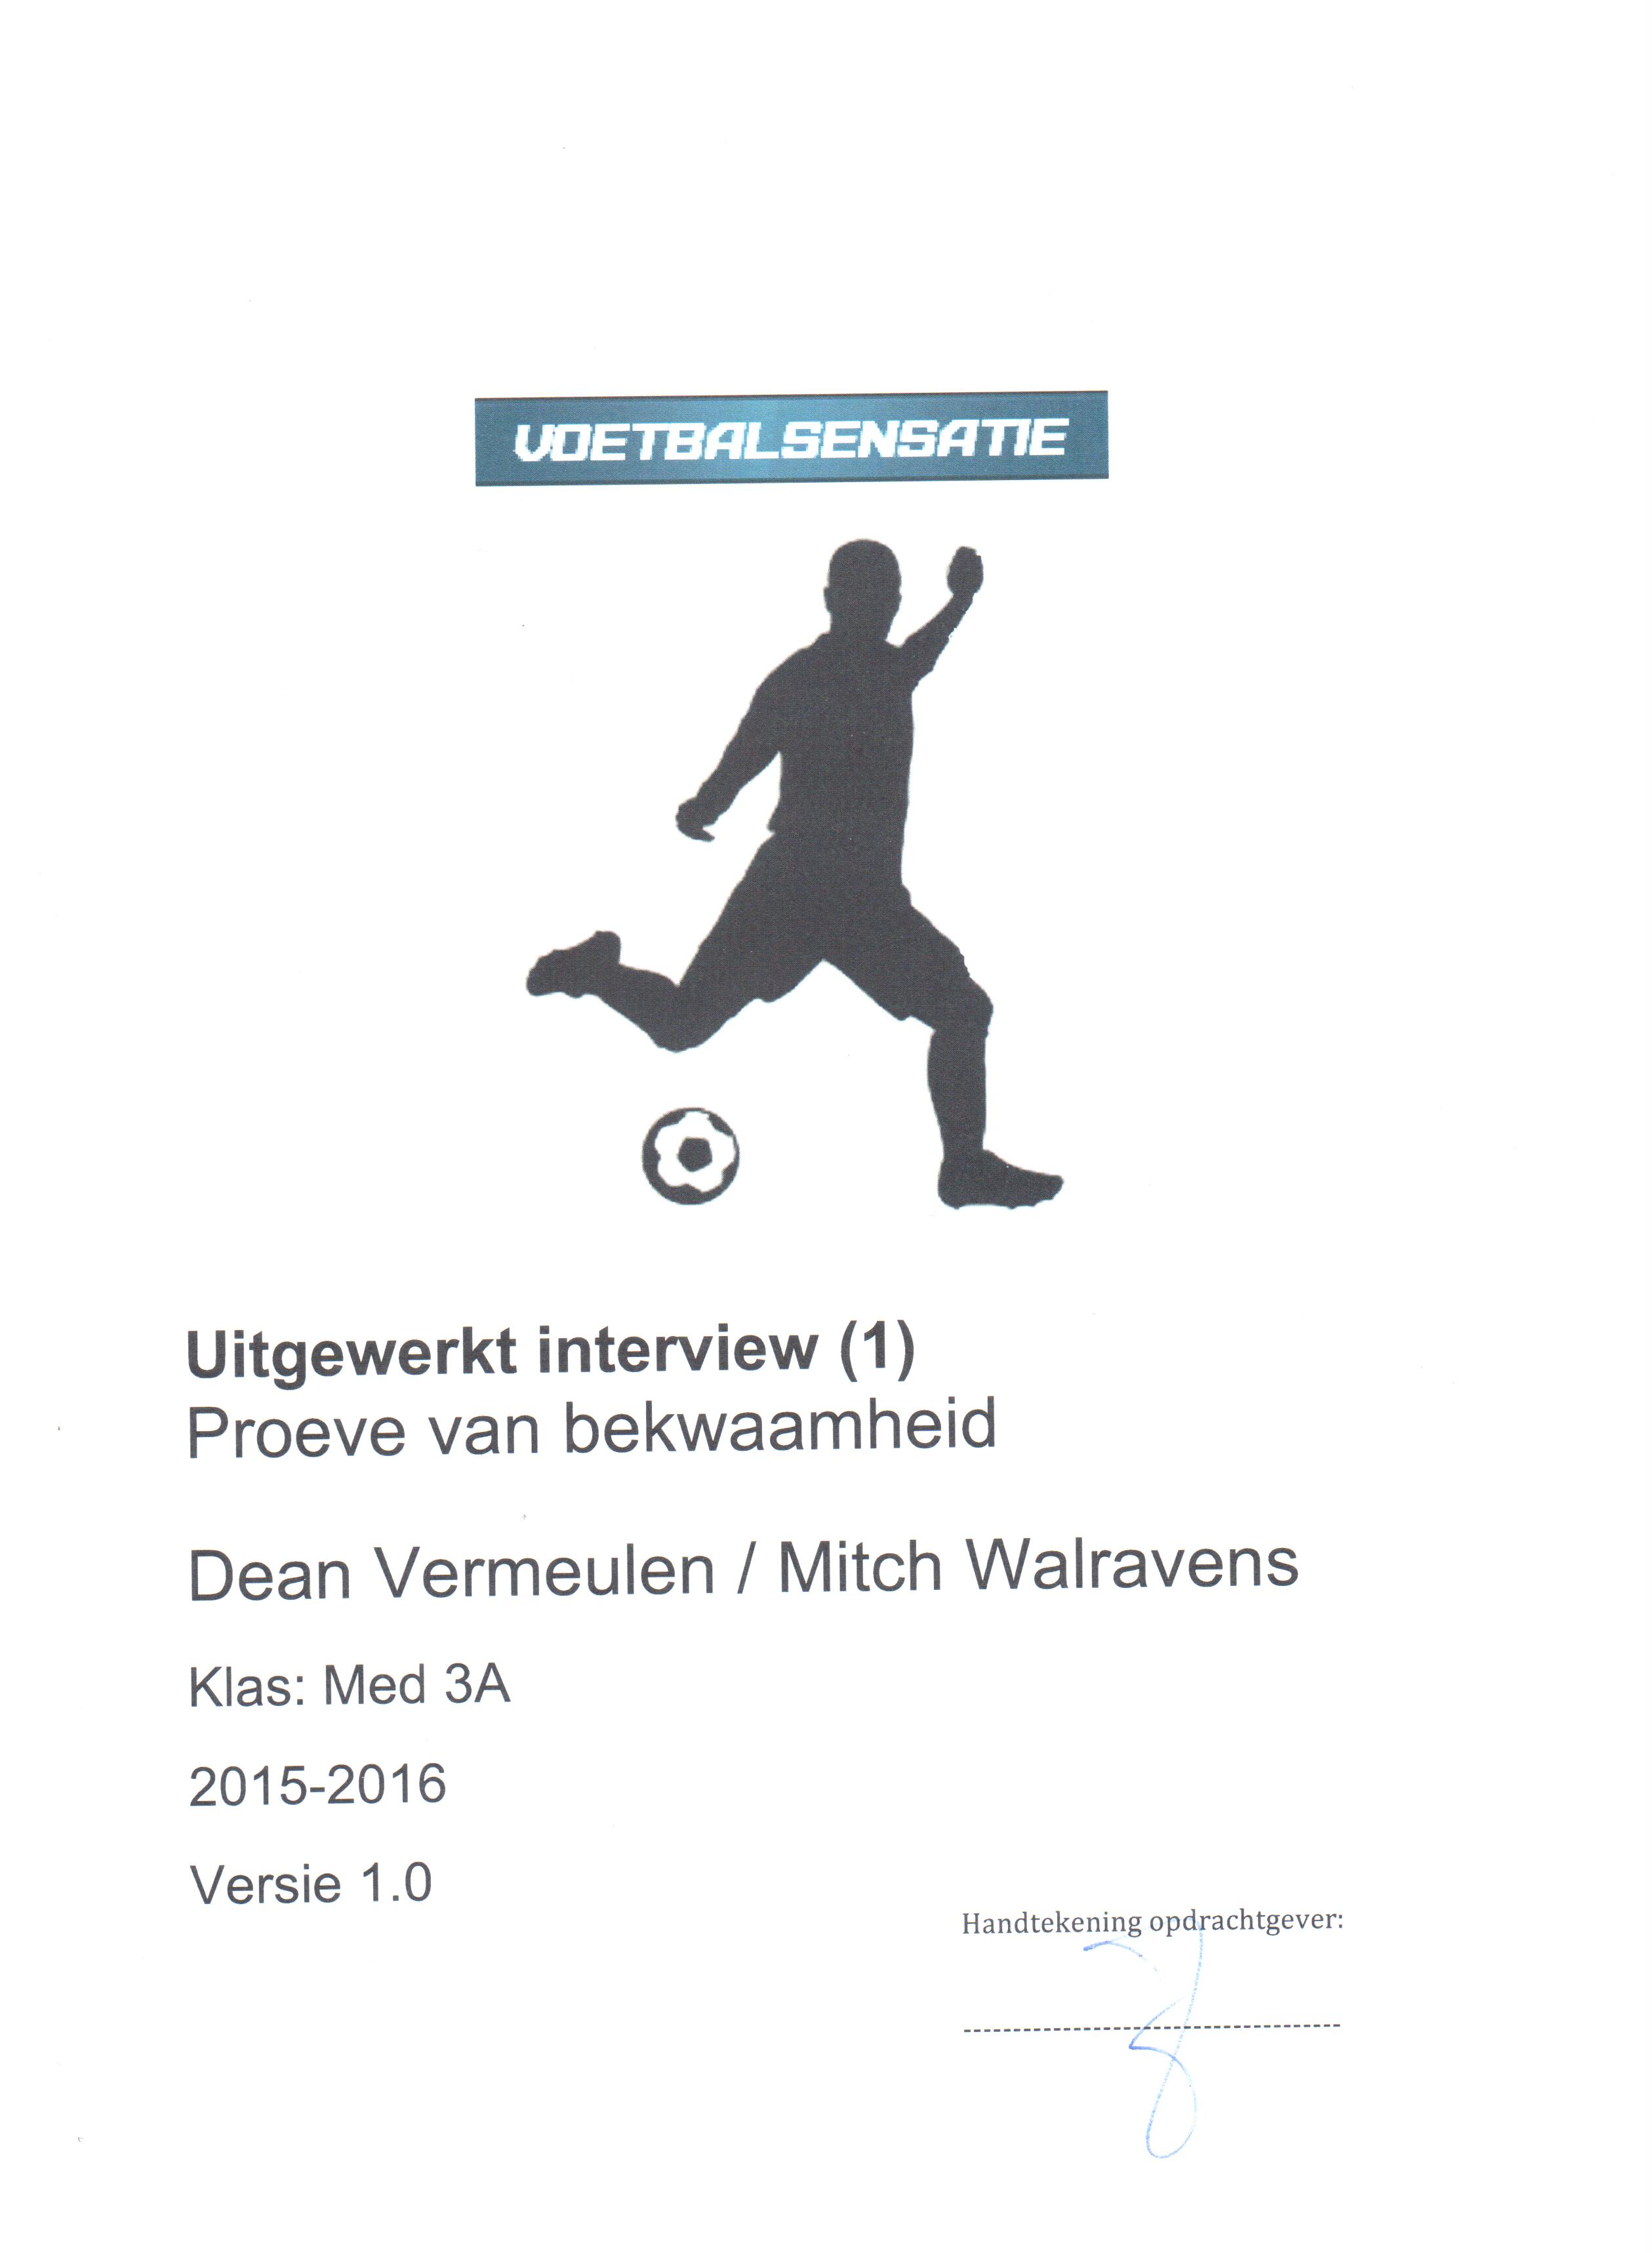 VOETBALSENSATIE
Uitgewerkt interview (1)
Proeve van bekwaamheid
Dean Vermeulen / Mitch Walravens
Klas: Med 3A
2015-2016
Versie 1.0
Handtekening opdrachtgever: